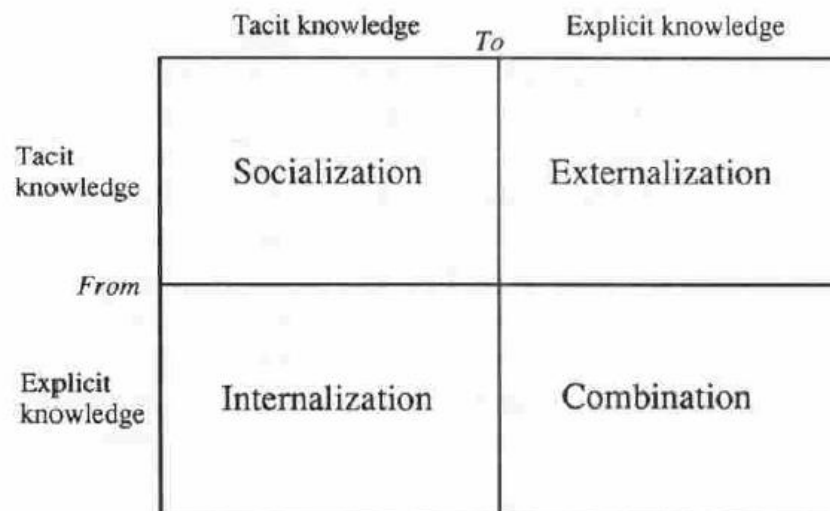 Tacit knowledge
To
Explicit knowledge
Tacit
knowledge
Socialization
Externalization
From
Explicit
knowledge
Internalization
Combination